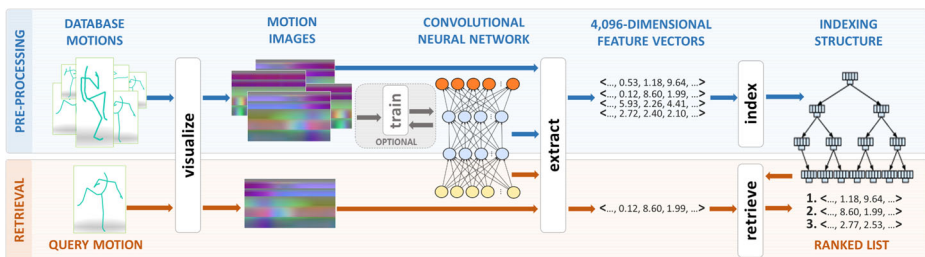 DATABASE
MOTIONS
MOTION
IMAGES
CONVOLUTIONAL
NEURAL NETWORK
4,096-DIMENSIONAL
FEATURE VECTORS
INDEXING
STRUCTURE
PRE-PROCESSING
visualize
train
OPTIONAL
extract
<..., 0.53, 1.18, 9.64, ...>
<..., 0.12, 8.60, 1.99, ...>
<..., 5.93, 2.26, 4.41, ...>
<..., 2.72, 2.40, 2.10, ...>
index
RETRIEVAL
QUERY MOTION
<..., 0.12, 8.60, 1.99, ...>
retrieve
1. <..., 1.18, 9.64, ...>
2. <..., 8.60, 1.99, ...>
3. <..., 2.77, 2.53, ...>
RANKED LIST